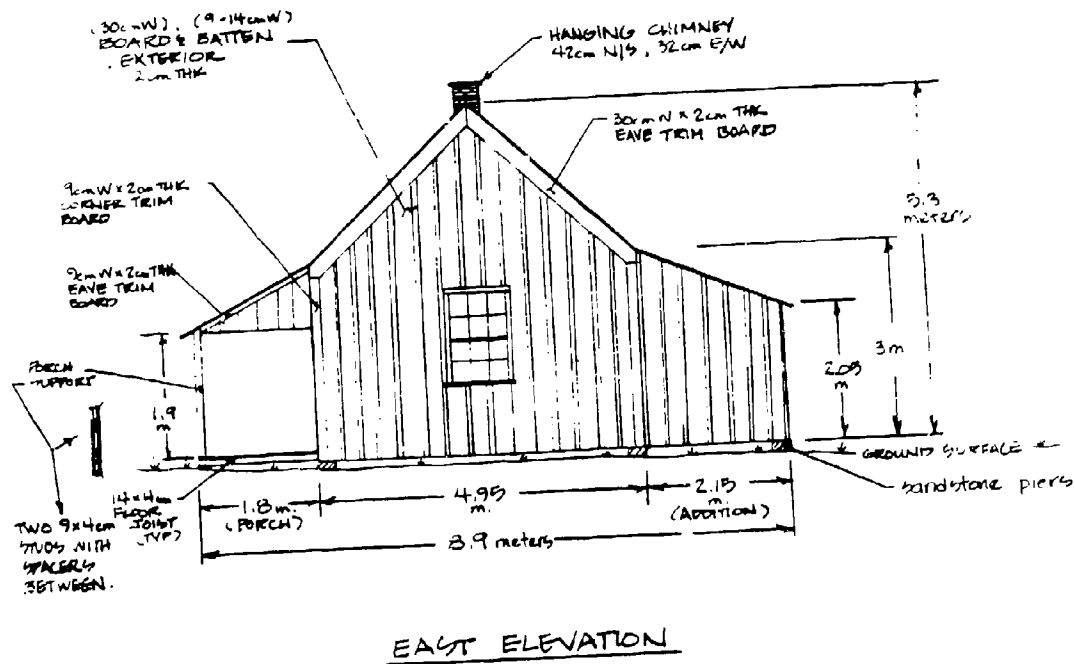 (30cmW), (9-14cmW)
BOARD & BATTEN
EXTERIOR
2cm THK
HANGING CHIMNEY
42cm N/S, 32cm E/W
30cm W x 2cm THK
EAVE TRIM BOARD
9cm W x 2cm THK
CORNER TRIM
BOARD
9cm W x 2cm THK
EAVE TRIM
BOARD
5.3
meters
3m
2.05
m
PORCH
SUPPORT
1.9
m
GROUND SURFACE
sandstone piers
14x4cm
FLOOR
JOIST
(TYP)
1.8m.
(PORCH)
4.95
m.
2.15
m.
(ADDITION)
8.9 meters
TWO 9x4cm
STUDS WITH
SPACERS
BETWEEN.
EAST ELEVATION